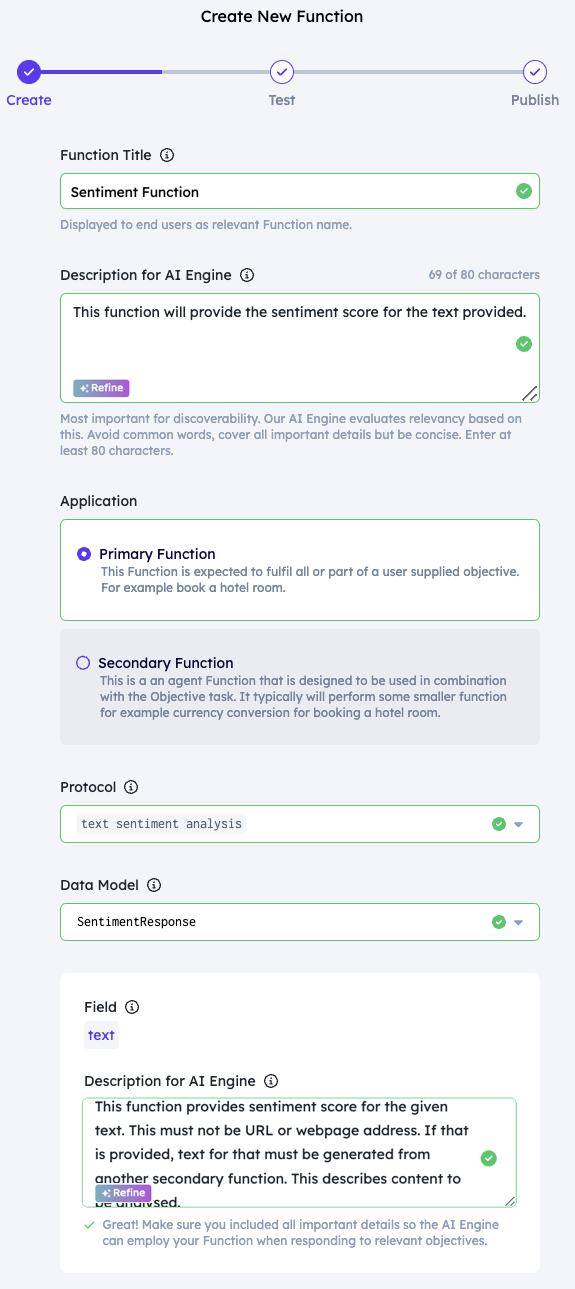 Create New Function
Create
Test
Publish
Function Title
Sentiment Function
Displayed to end users as relevant Function name.
Description for AI Engine
69 of 80 characters
This function will provide the sentiment score for the text provided.
Refine
Most important for discoverability. Our AI Engine evaluates relevancy based on
this. Avoid common words, cover all important details but be concise. Enter at
least 80 characters.
Application
Primary Function
This Function is expected to fulfil all or part of a user supplied objective.
For example book a hotel room.
Secondary Function
This is a an agent Function that is designed to be used in combination
with the Objective task. It typically will perform some smaller function
for example currency conversion for booking a hotel room.
Protocol
text sentiment analysis
Data Model
SentimentResponse
Field
text
Description for AI Engine
This function provides sentiment score for the given
text. This must not be URL or webpage address. If that
is provided, text for that must be generated from
another secondary function. This describes content to
be analysed.
Refine
Great! Make sure you included all important details so the AI Engine
can employ your Function when responding to relevant objectives.